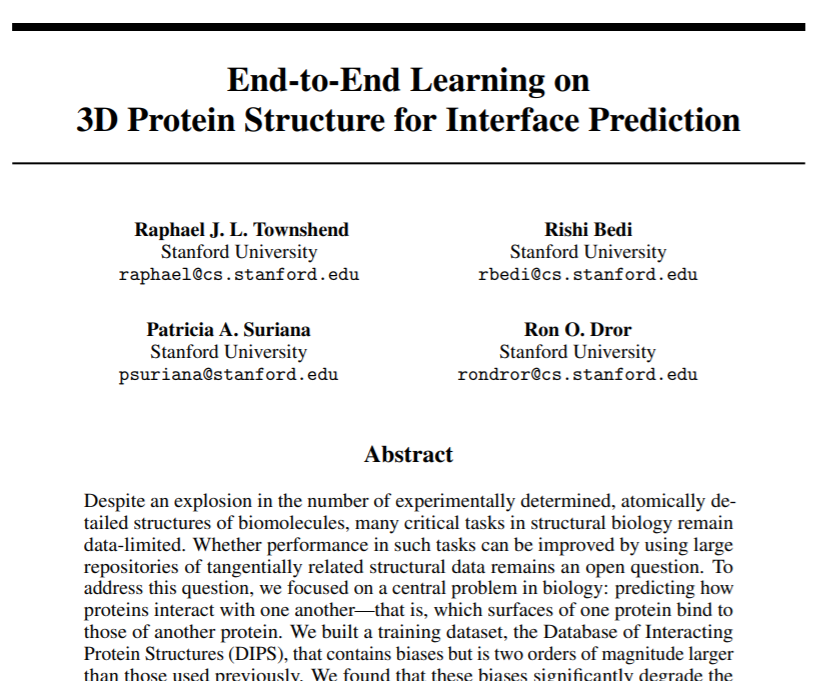 End-to-End Learning on
3D Protein Structure for Interface Prediction
Raphael J. L. Townshend
Stanford University
raphael@cs.stanford.edu
Rishi Bedi
Stanford University
rbedi@cs.stanford.edu
Patricia A. Suriana
Stanford University
psuriana@stanford.edu
Ron O. Dror
Stanford University
rondror@cs.stanford.edu
Abstract
Despite an explosion in the number of experimentally determined, atomically de-
tailed structures of biomolecules, many critical tasks in structural biology remain
data-limited. Whether performance in such tasks can be improved by using large
repositories of tangentially related structural data remains an open question. To
address this question, we focused on a central problem in biology: predicting how
proteins interact with one another—that is, which surfaces of one protein bind to
those of another protein. We built a training dataset, the Database of Interacting
Protein Structures (DIPS), that contains biases but is two orders of magnitude larger
than those used previously. We found that these biases significantly degrade the